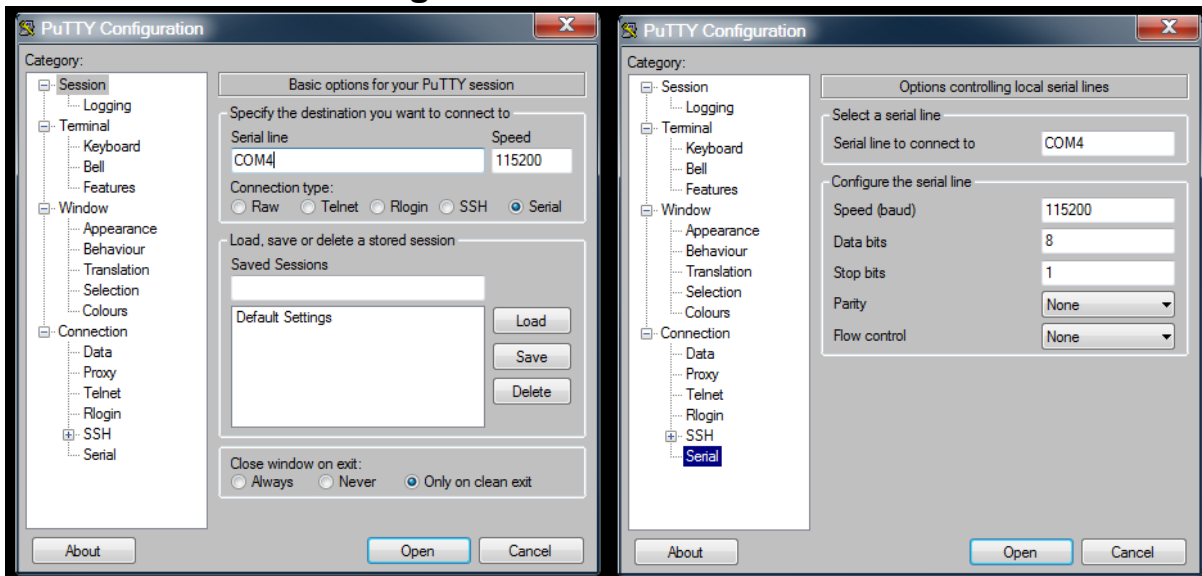 PuTTY Configuration
Category:
Session
Logging
Terminal
Keyboard
Bell
Features
Window
Appearance
Behaviour
Translation
Selection
Colours
Connection
Data
Proxy
Telnet
Rlogin
SSH
Serial
Basic options for your PuTTY session
Specify the destination you want to connect to
Serial line Speed
COM4 115200
Connection type:
Raw Telnet Rlogin SSH Serial
Load, save or delete a stored session
Saved Sessions
Default Settings
Load
Save
Delete
Close window on exit:
Always Never Only on clean exit
About Open Cancel
PuTTY Configuration
Category:
Session
Logging
Terminal
Keyboard
Bell
Features
Window
Appearance
Behaviour
Translation
Selection
Colours
Connection
Data
Proxy
Telnet
Rlogin
SSH
Serial
Options controlling local serial lines
Select a serial line
Serial line to connect to COM4
Configure the serial line
Speed (baud) 115200
Data bits 8
Stop bits 1
Parity None
Flow control None
About Open Cancel